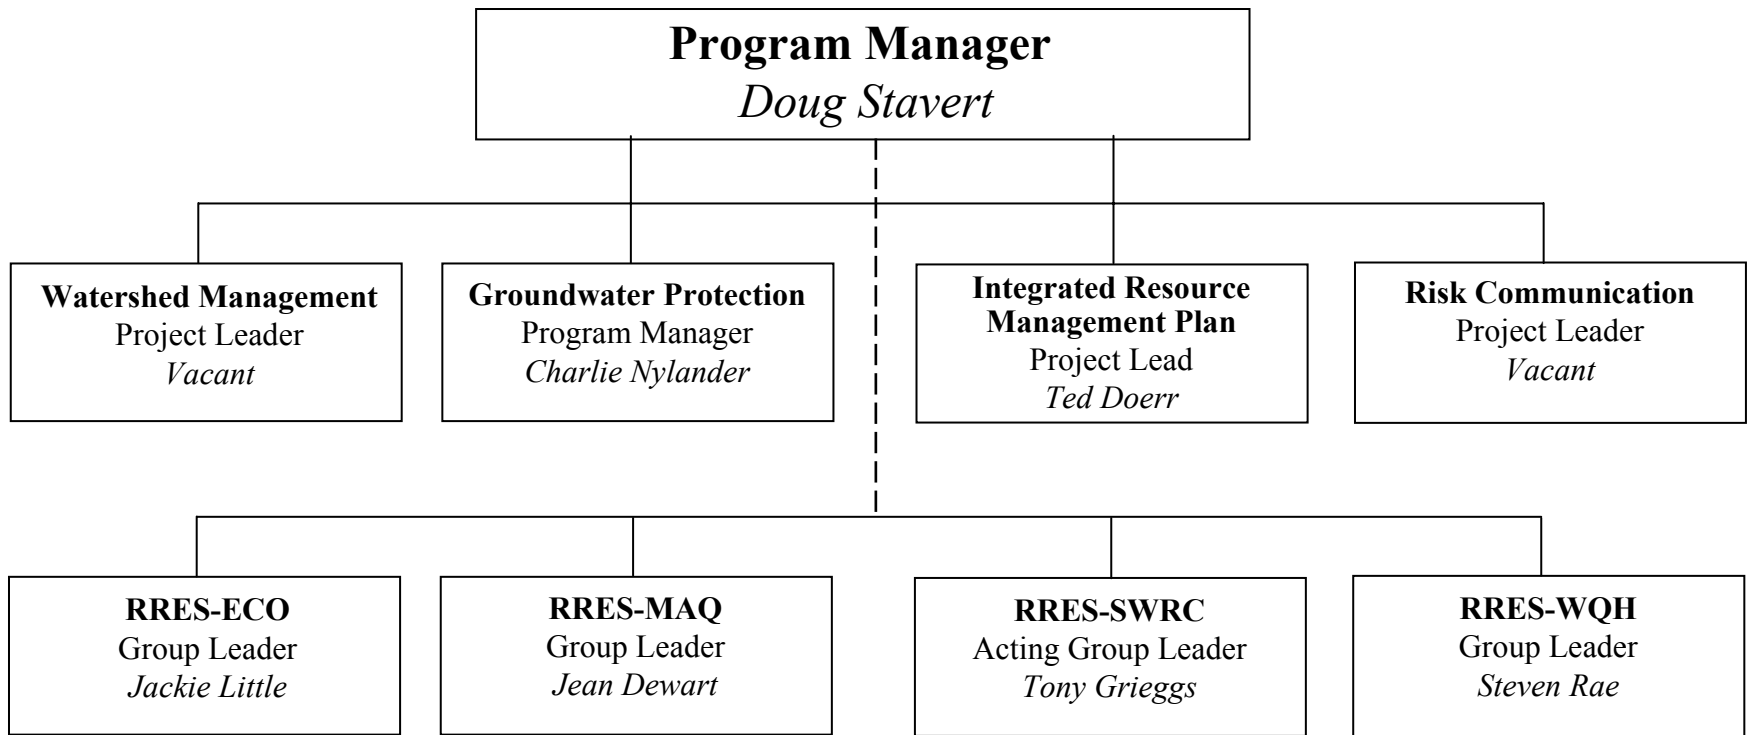 Program Manager
Doug Stavert
Watershed Management
Project Leader
Vacant
Groundwater Protection
Program Manager
Charlie Nylander
Integrated Resource
Management Plan
Project Lead
Ted Doerr
Risk Communication
Project Leader
Vacant
RRES-ECO
Group Leader
Jackie Little
RRES-MAQ
Group Leader
Jean Dewart
RRES-SWRC
Acting Group Leader
Tony Grieggs
RRES-WQH
Group Leader
Steven Rae